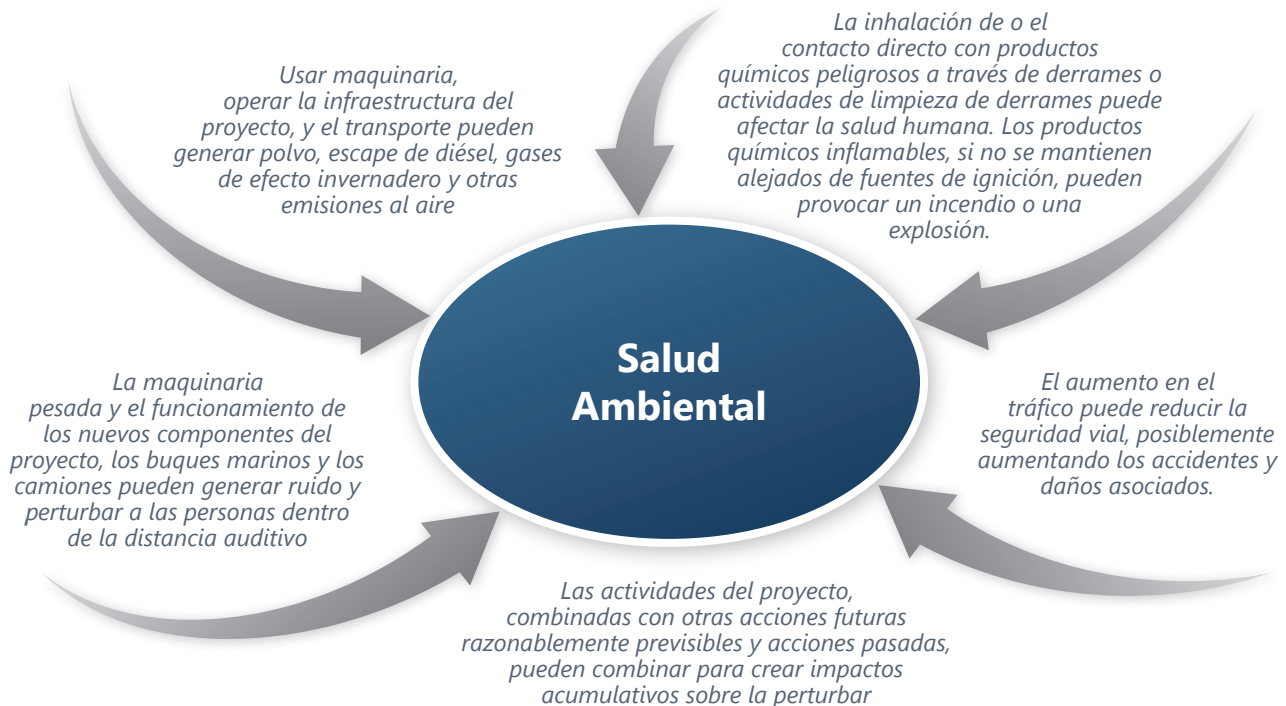 Usar maquinaria,
operar la infraestructura del
proyecto, y el transporte pueden
generar polvo, escape de diésel, gases
de efecto invernadero y otras
emisiones al aire
La inhalación de o el
contacto directo con productos
químicos peligrosos a través de derrames o
actividades de limpieza de derrames puede
afectar la salud humana. Los productos
químicos inflamables, si no se mantienen
alejados de fuentes de ignición, pueden
provocar un incendio o una
explosión.
Salud
Ambiental
La maquinaria
pesada y el funcionamiento de
los nuevos componentes del
proyecto, los buques marinos y los
camiones pueden generar ruido y
perturbar a las personas dentro
de la distancia auditivo
El aumento en el
tráfico puede reducir la
seguridad vial, posiblemente
aumentando los accidentes y
daños asociados.
Las actividades del proyecto,
combinadas con otras acciones futuras
razonablemente previsibles y acciones pasadas,
pueden combinar para crear impactos
acumulativos sobre la perturbar